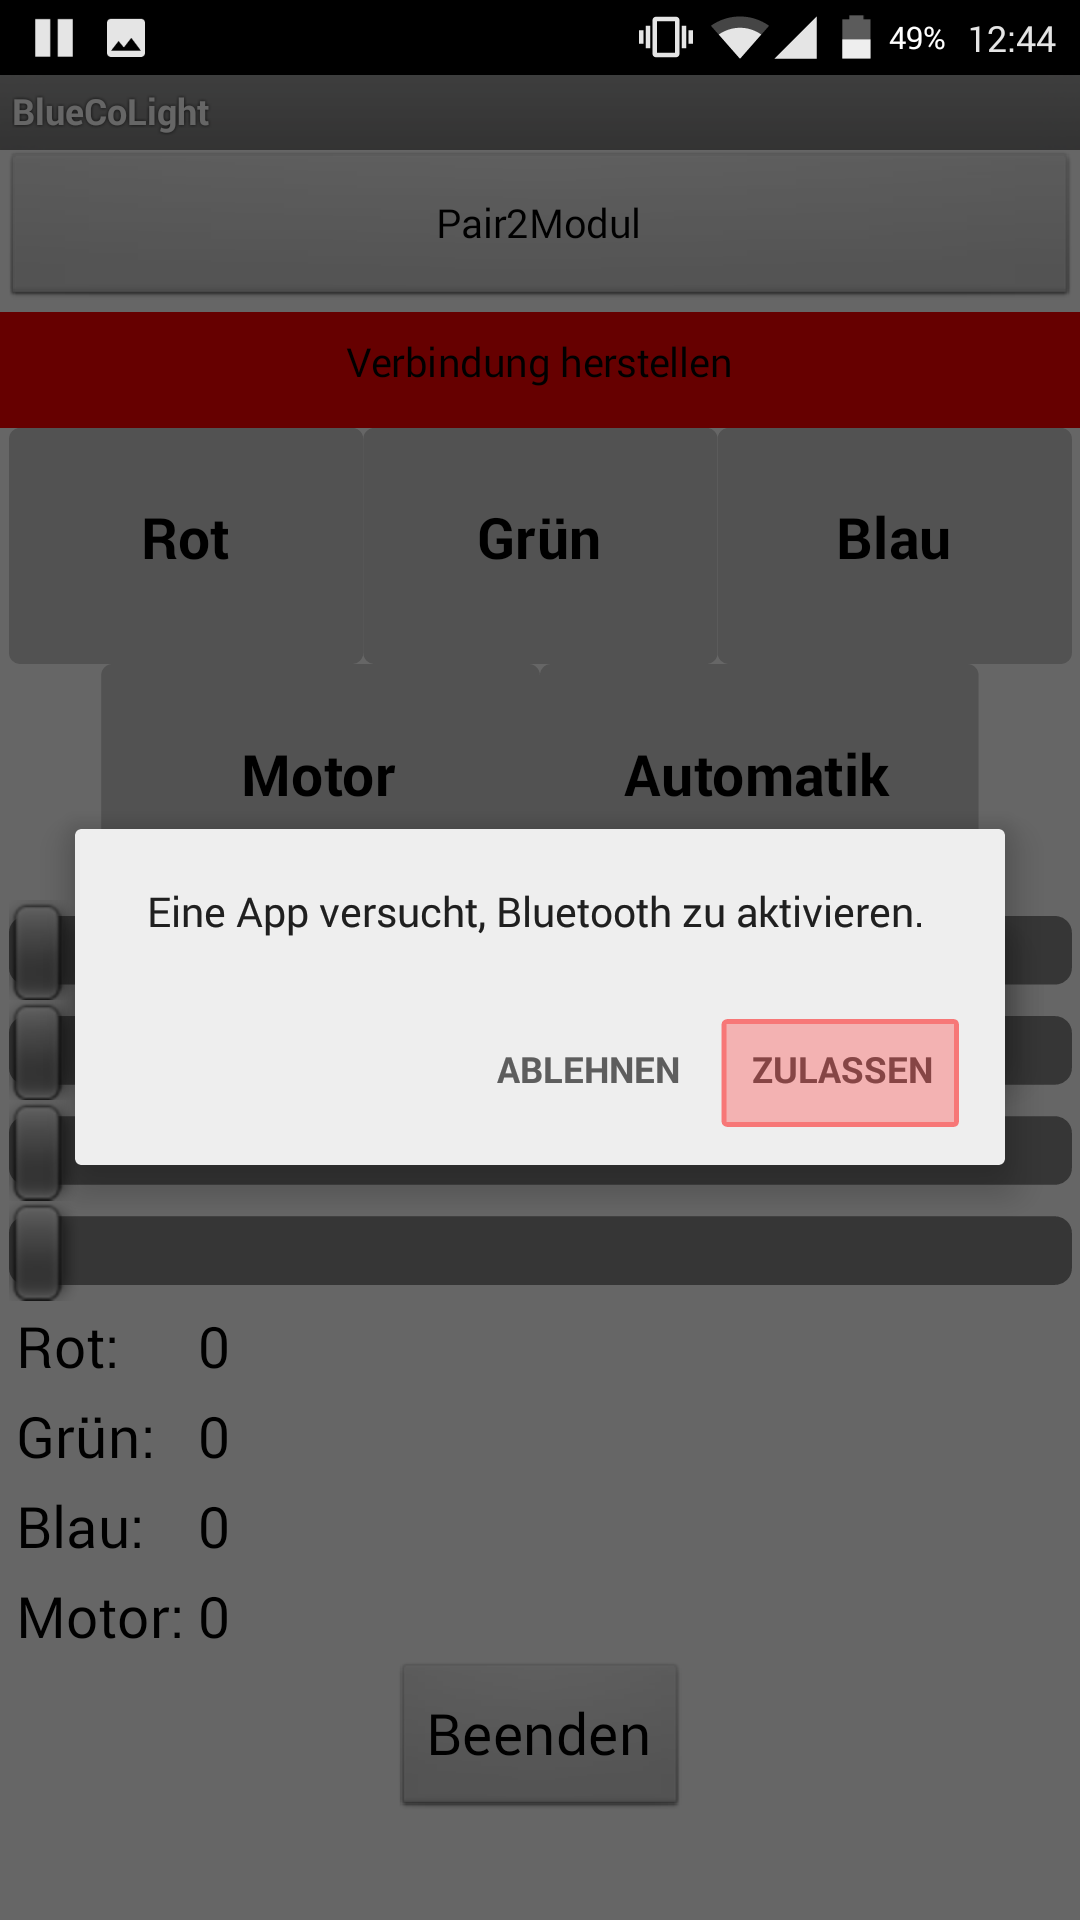 49% 12:44
BlueCoLight
Pair2Modul
Verbindung herstellen
Rot Grün Blau
Motor Automatik
Eine App versucht, Bluetooth zu aktivieren.
ABLEHNEN ZULASSEN
Rot: 0
Grün: 0
Blau: 0
Motor: 0
Beenden